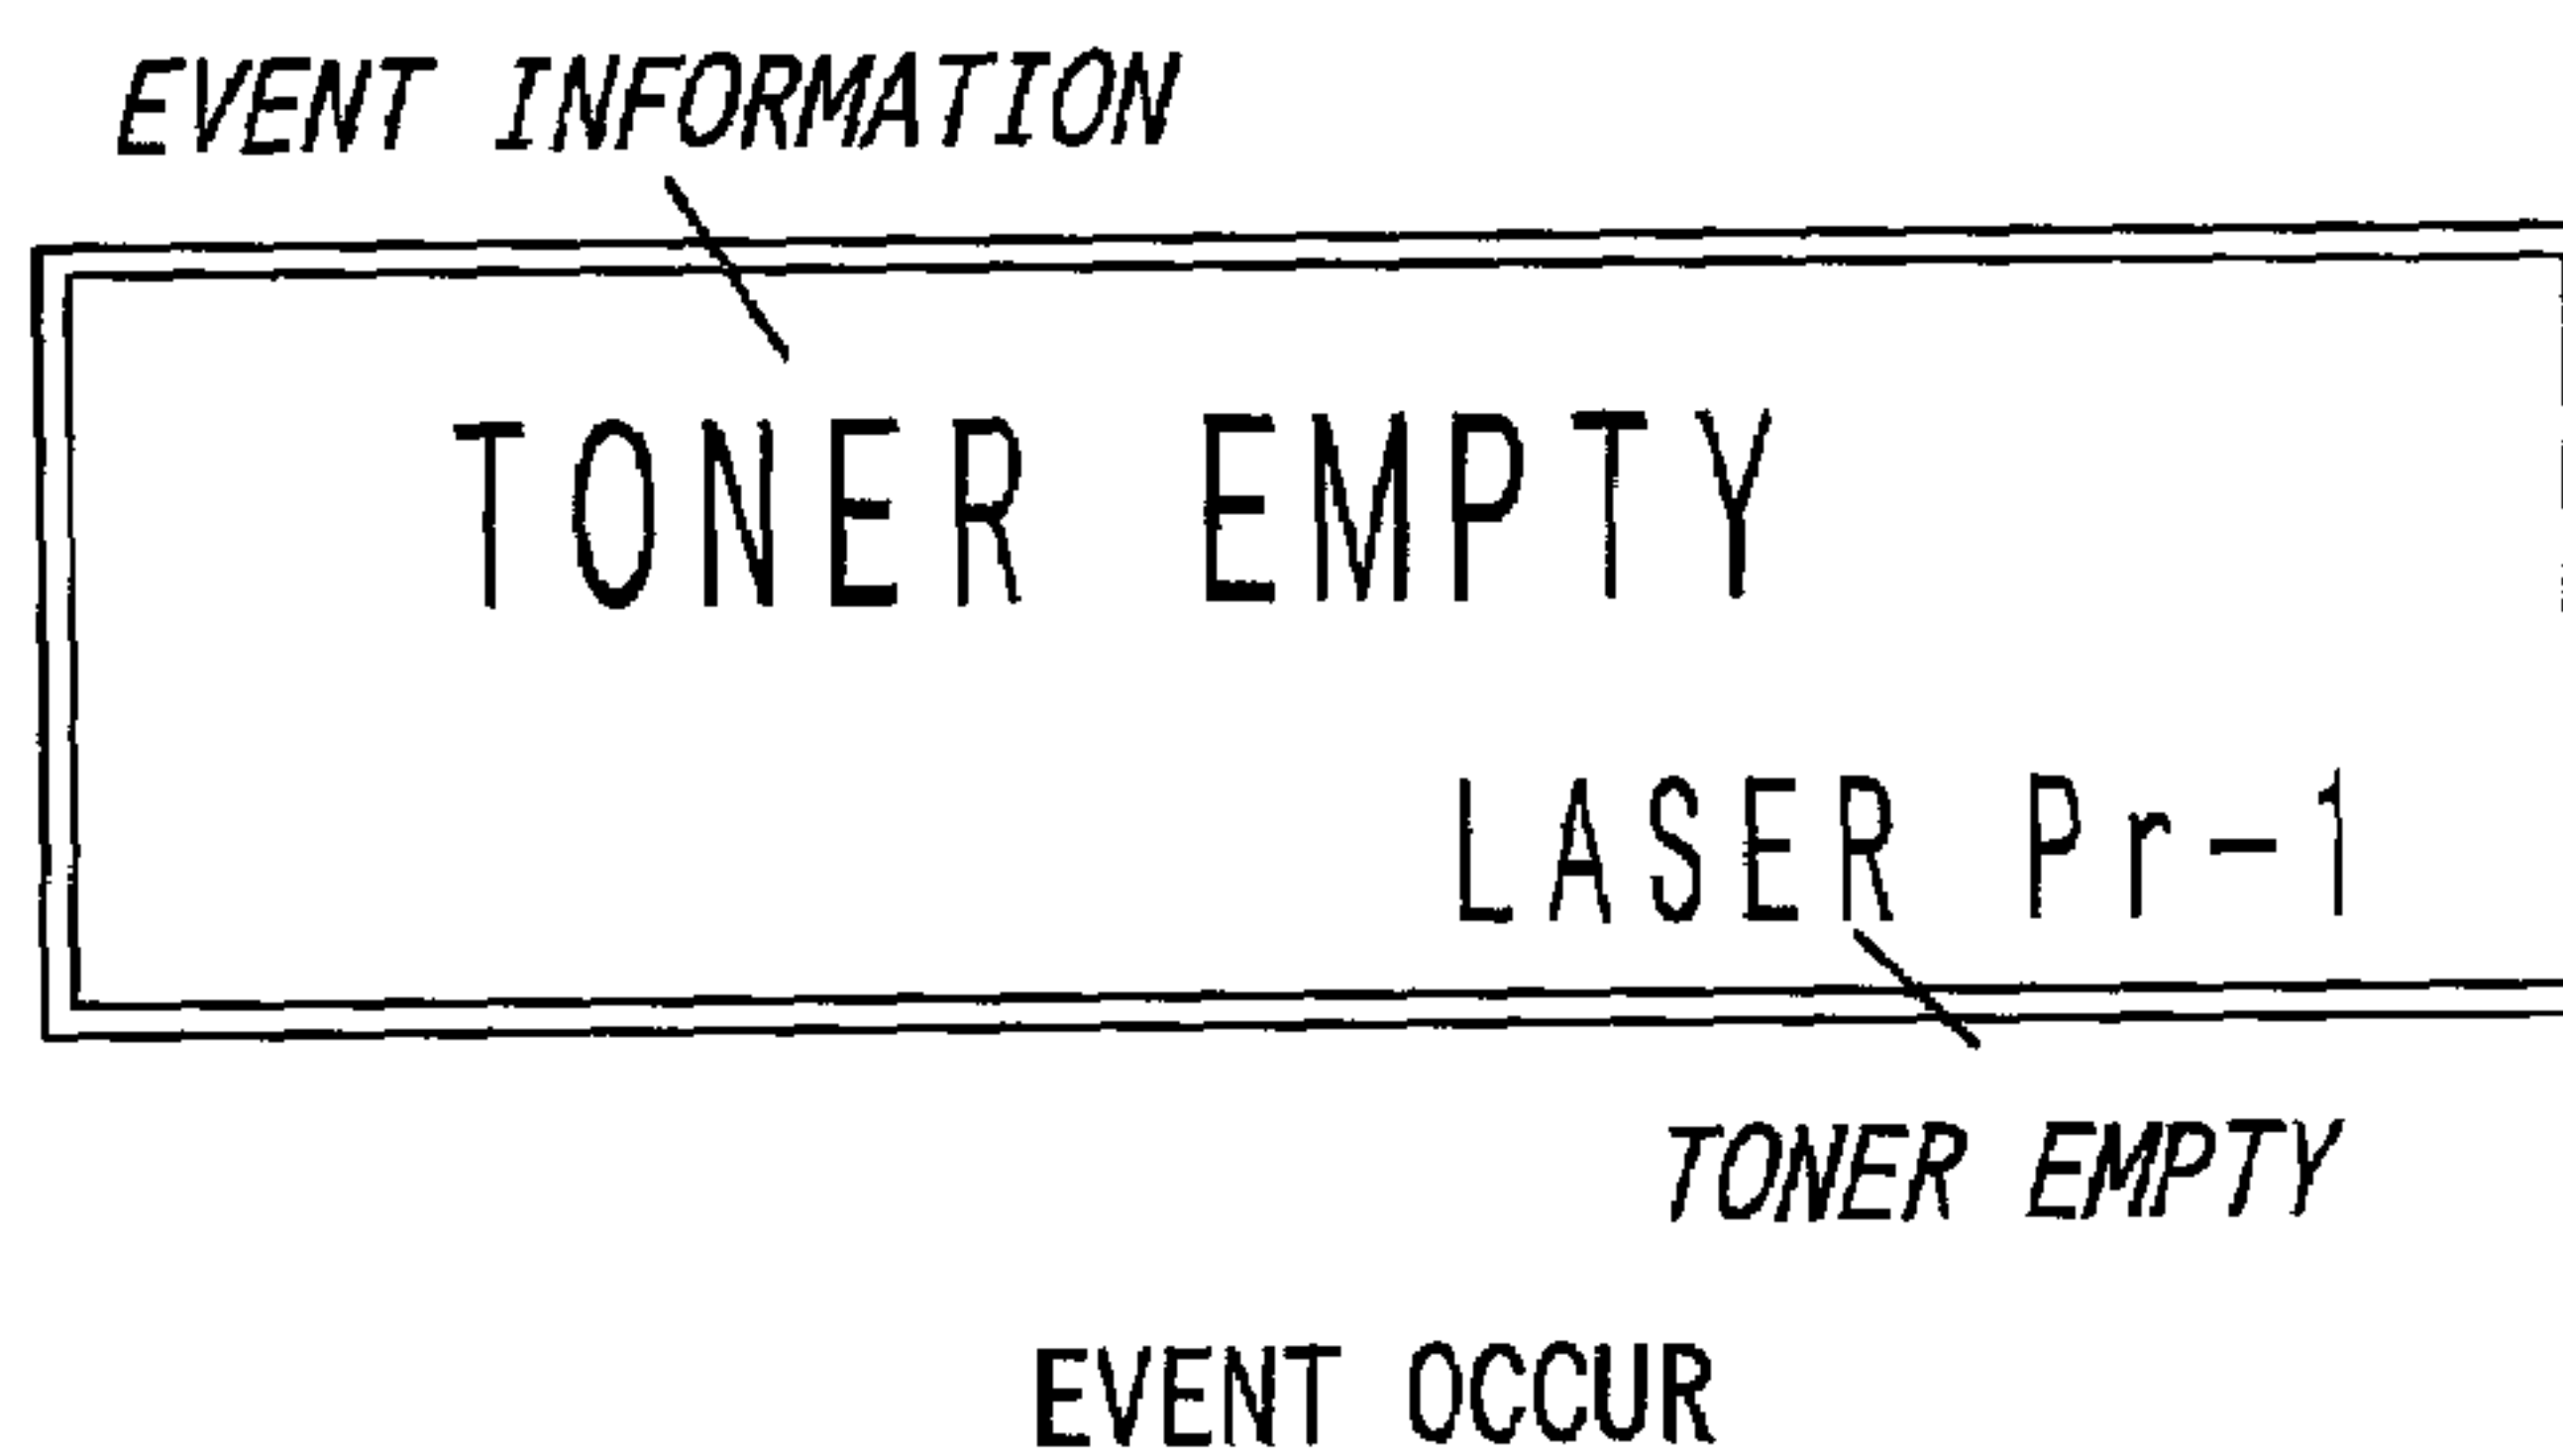 EVENT INFORMATION
TONER EMPTY
LASER Pr-1
TONER EMPTY
EVENT OCCUR